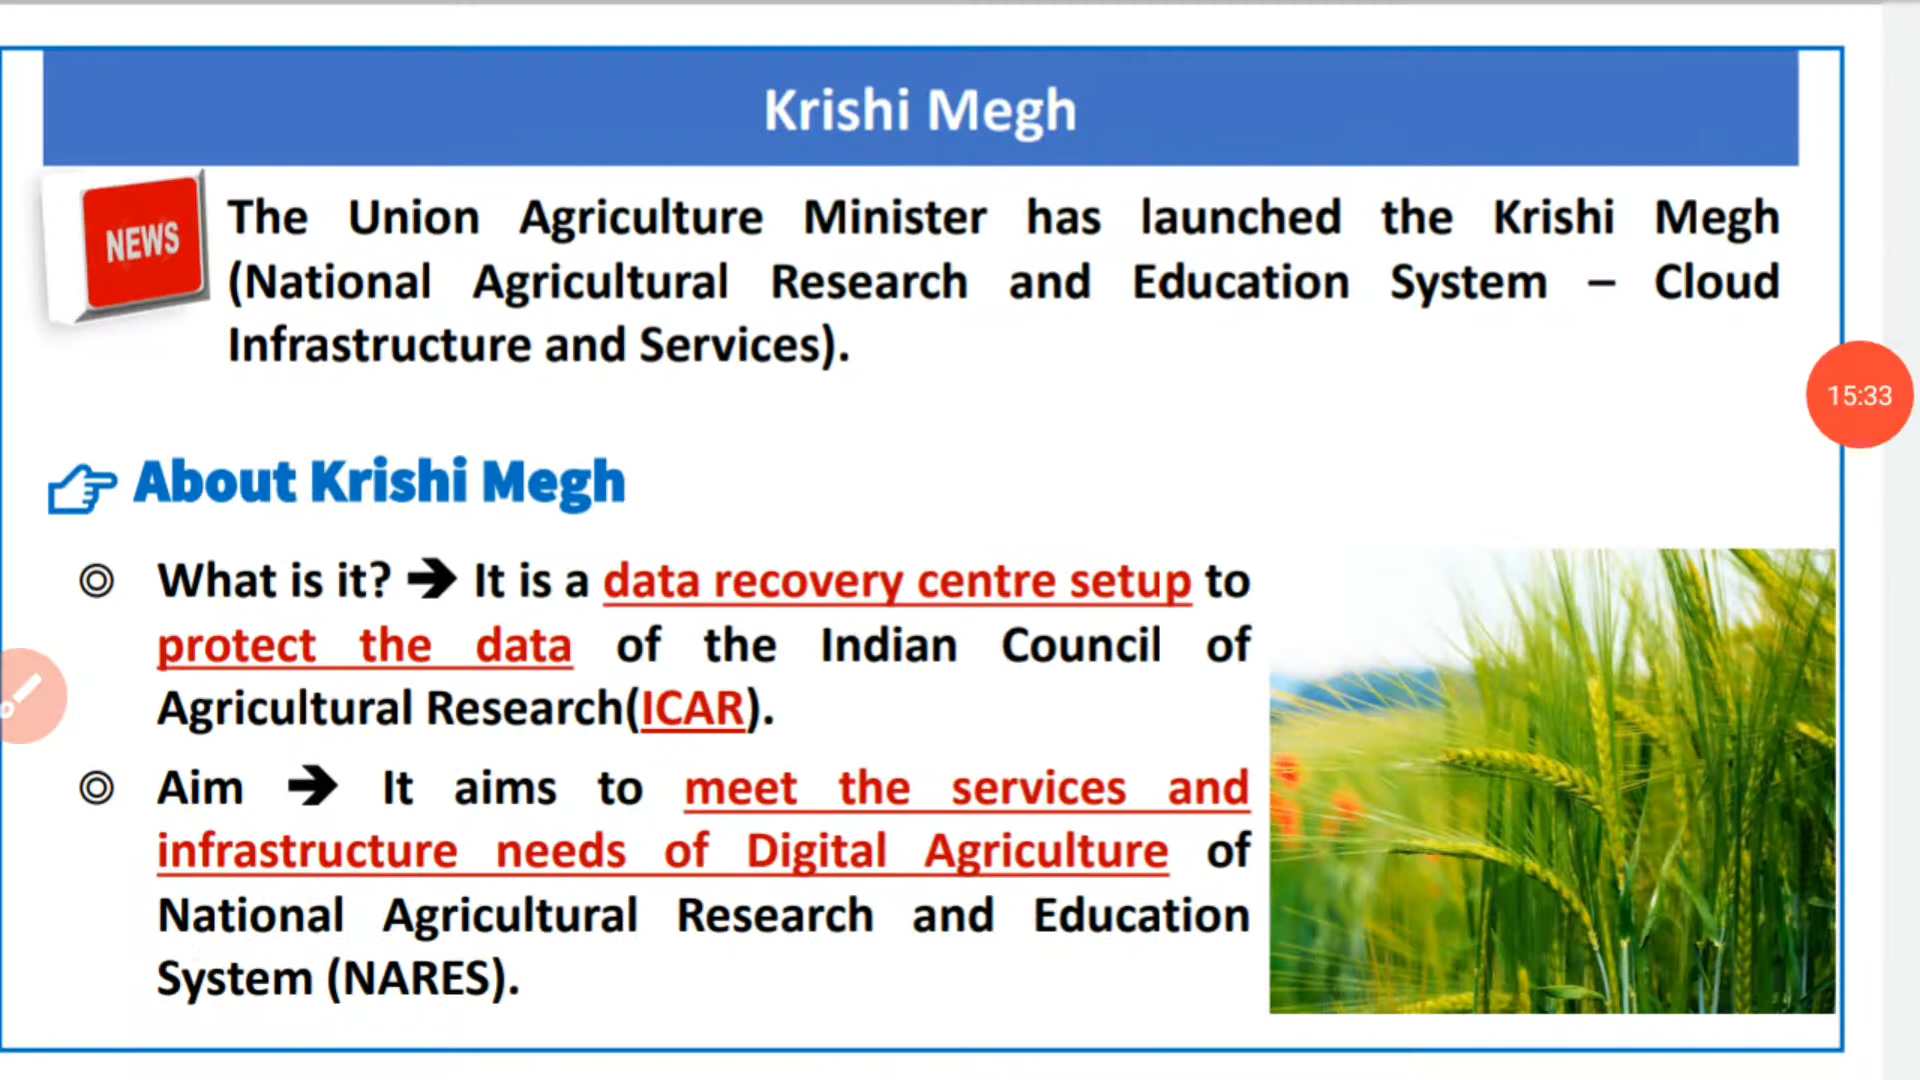 Krishi Megh
NEWS
The Union Agriculture Minister has launched the Krishi Megh
(National Agricultural Research and Education System – Cloud
Infrastructure and Services).
15:33
About Krishi Megh
What is it? ➔ It is a data recovery centre setup to
protect the data of the Indian Council of
Agricultural Research(ICAR).
Aim ➔ It aims to meet the services and
infrastructure needs of Digital Agriculture of
National Agricultural Research and Education
System (NARES).